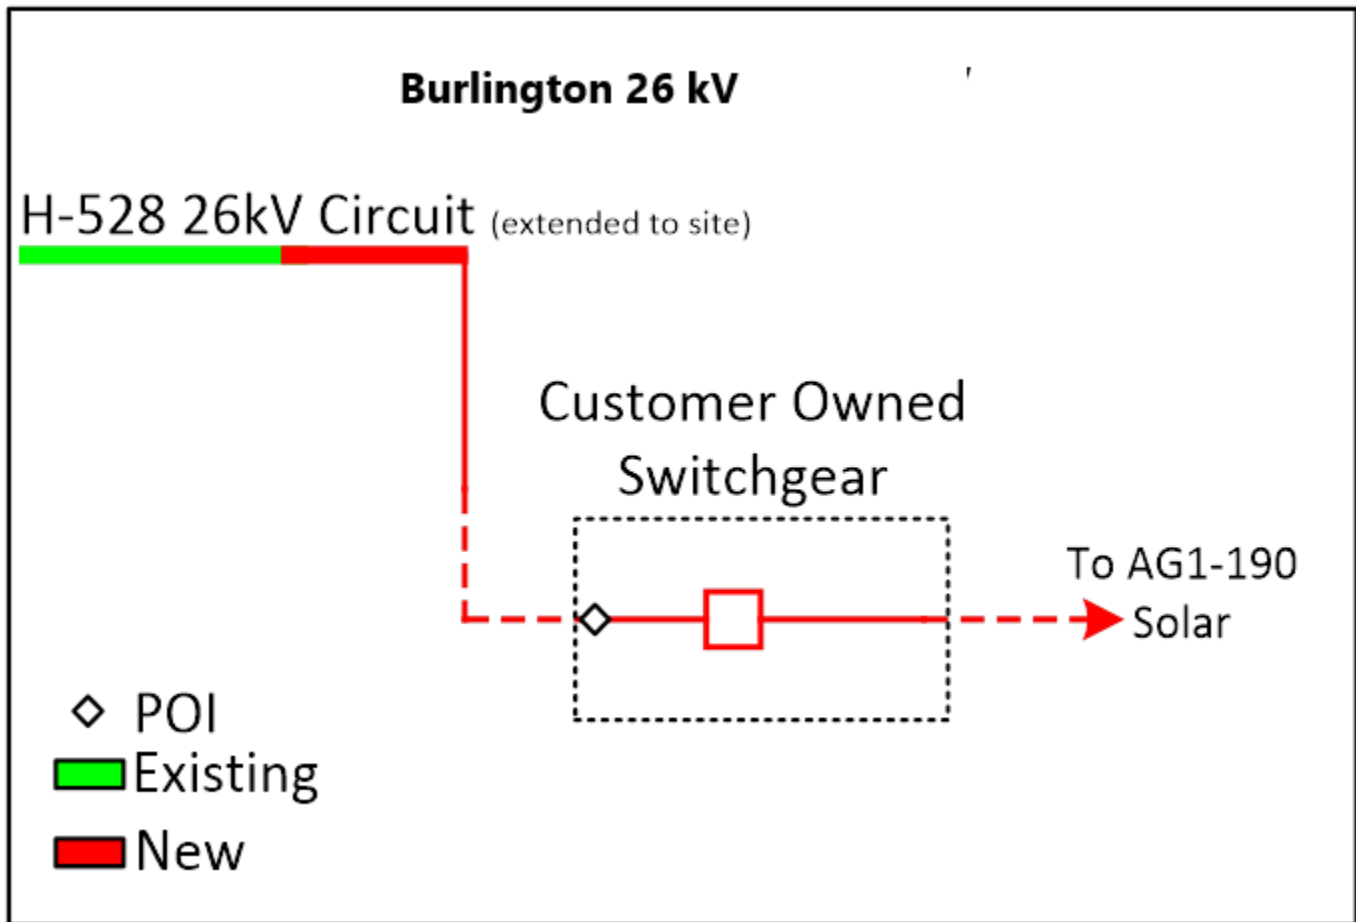 Burlington 26 kV
H-528 26kV Circuit (extended to site)
Customer Owned
Switchgear
To AG1-190
Solar
POI
Existing
New